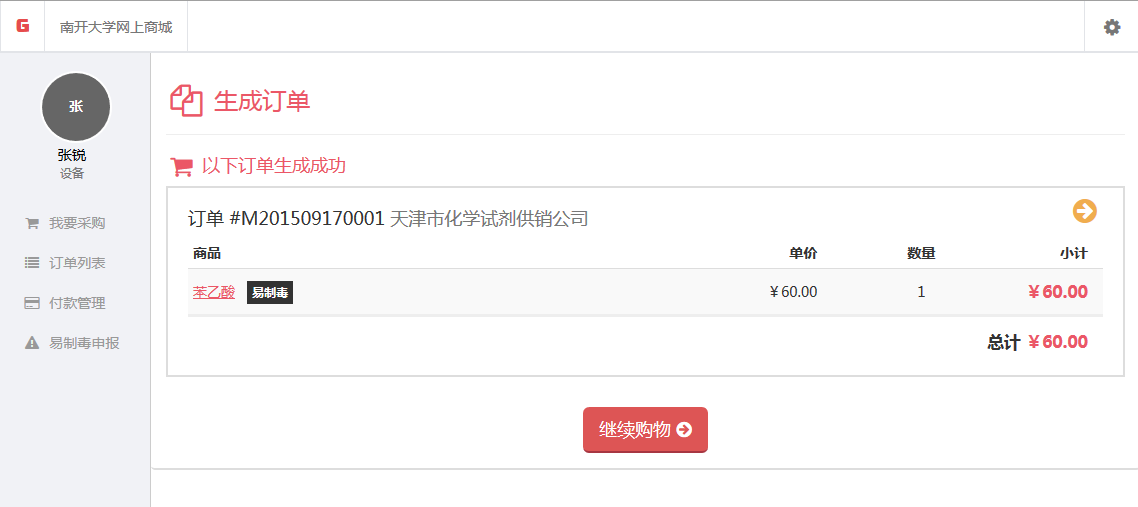 G 南开大学网上商城
张
张锐
设备
我要采购
订单列表
付款管理
易制毒申报
生成订单
以下订单生成成功
订单 #M201509170001 天津市化学试剂供销公司
商品 单价 数量 小计
苯乙酸 易制毒 ¥60.00 1 ¥60.00
总计 ¥60.00
继续购物